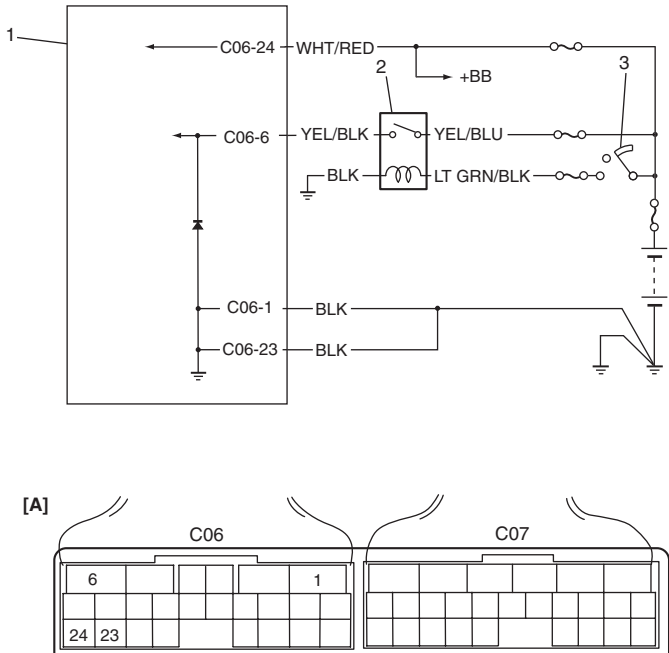 1
C06-24 WHT/RED
2
3
+BB
C06-6 YEL/BLK YEL/BLU
BLK LT GRN/BLK
C06-1 BLK
C06-23 BLK
[A]
C06 C07
6 1
24 23